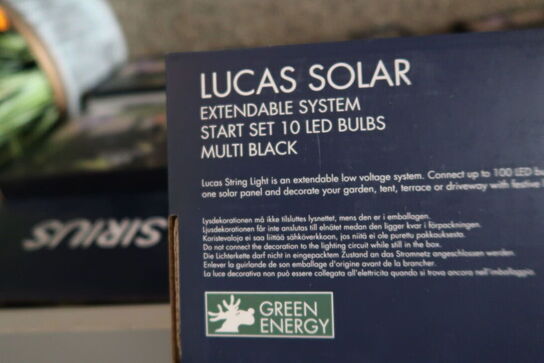 LUCAS SOLAR
EXTENDABLE SYSTEM
START SET 10 LED BULBS
MULTI BLACK
Lucas String Light is an extendable low voltage system. Connect up to 100 LED
one solar panel and decorate your garden, tent, terrace or driveway with festive
Lysdekorationen må ikke tilsluttes lysnettet, mens den er i emballagen.
Ljusdekorationen får inte anslutas till elnätet medan den ligger kvar i förpackningen.
Koristevaloja ei saa liittää sähköverkkoon, jos niitä ei ole purettu pakkauksesta.
Do not connect the decoration to the lighting circuit while still in the box.
Die Lichterkette darf nicht in eingepacktem Zustand an das Stromnetz angeschlossen werden.
Enlever la guirlande de son emballage d'origine avant de la brancher.
La luce decorativa non può essere collegata all'elettricita quando si trova ancora nell'imballaggio.
GREEN
ENERGY
SIRIUS